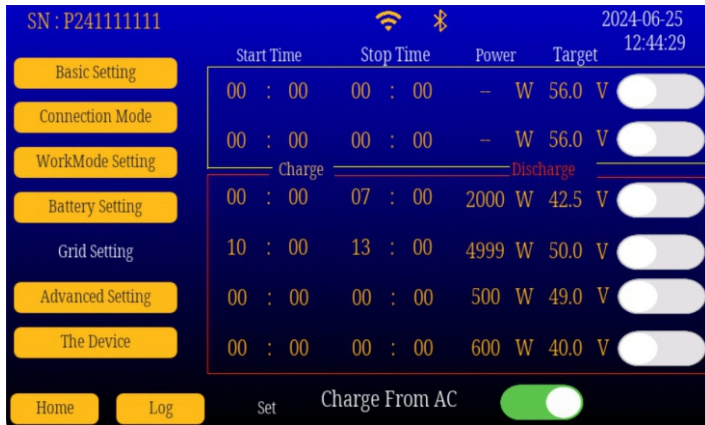 SN : P241111111
2024-06-25
12:44:29
Start Time Stop Time Power Target
Basic Setting
Connection Mode
WorkMode Setting
Battery Setting
Grid Setting
Advanced Setting
The Device
Home
Log
00 : 00 00 : 00 -- W 56.0 V
00 : 00 00 : 00 -- W 56.0 V
Charge Discharge
00 : 00 07 : 00 2000 W 42.5 V
10 : 00 13 : 00 4999 W 50.0 V
00 : 00 00 : 00 500 W 49.0 V
00 : 00 00 : 00 600 W 40.0 V
Set Charge From AC